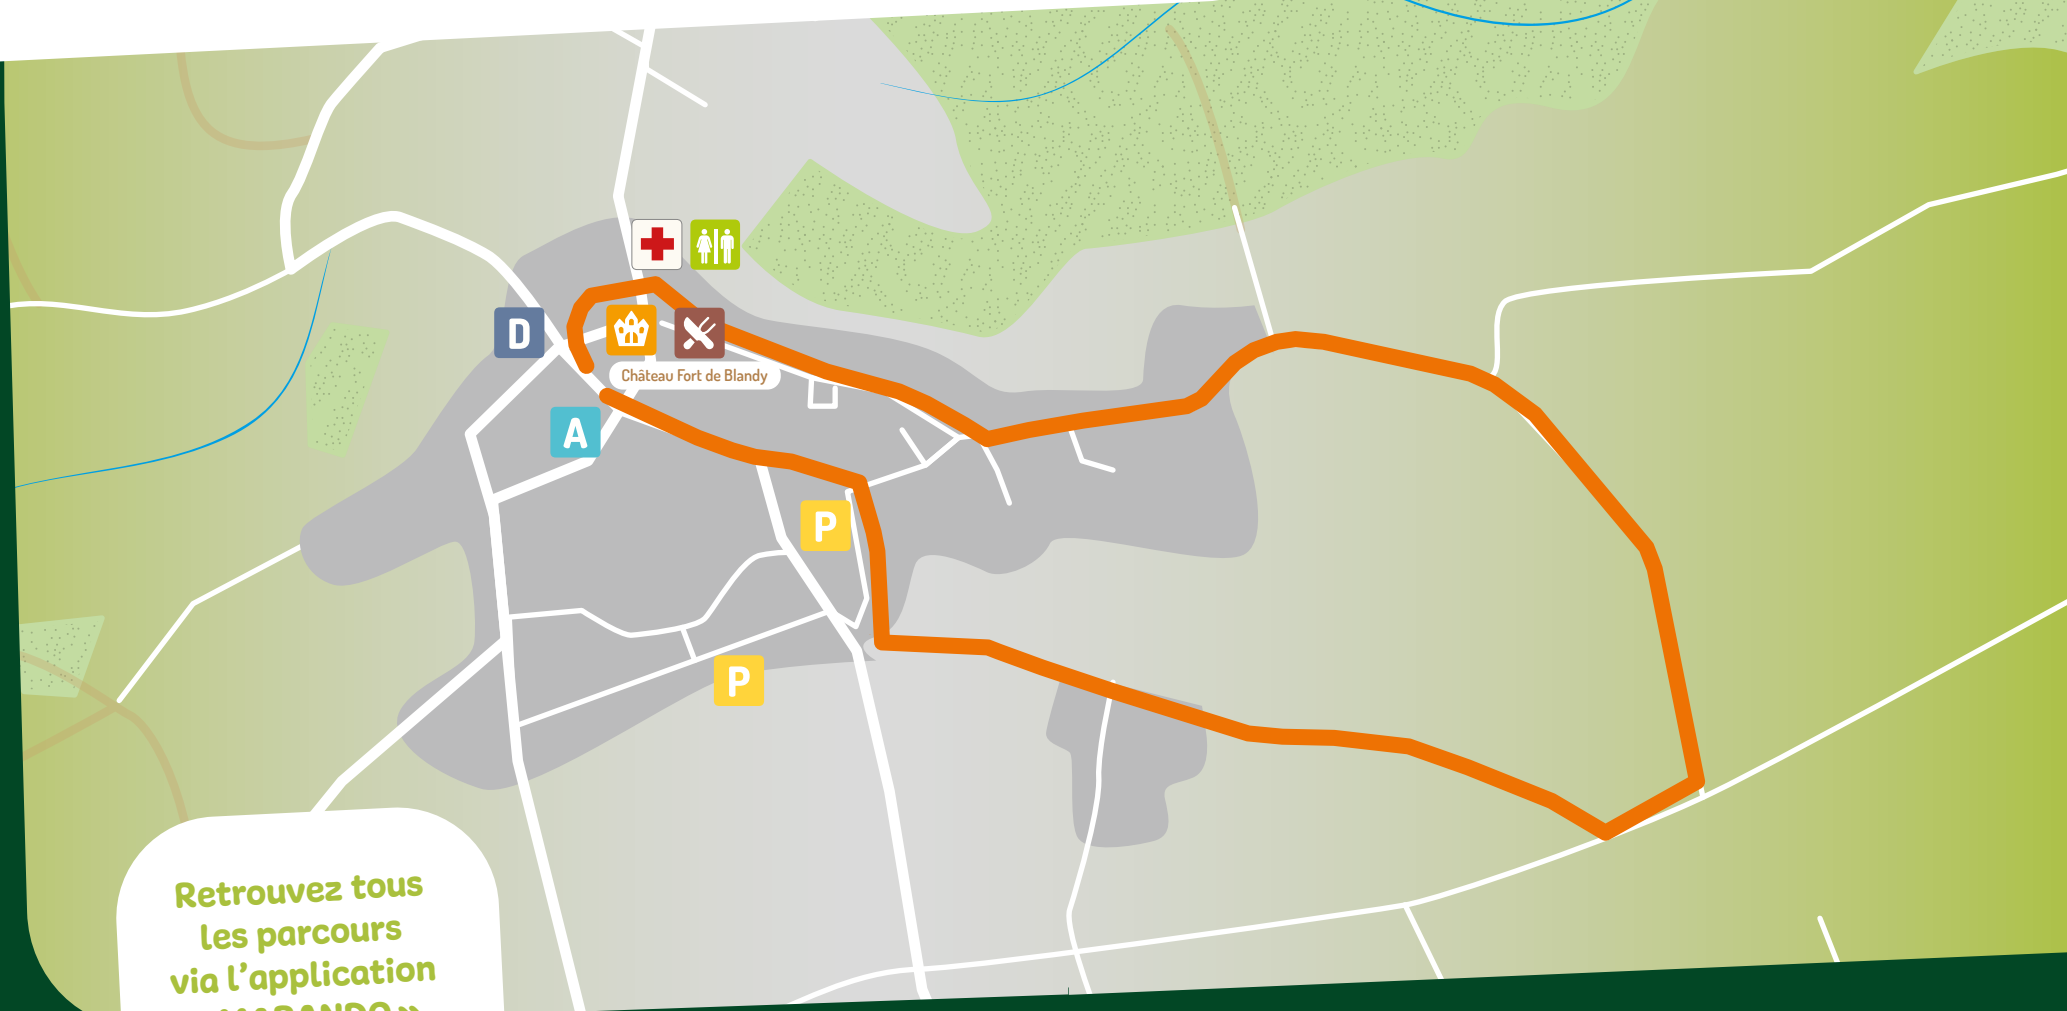 D
Château Fort de Blandy
A
P
P
Retrouvez tous
les parcours
via l'application